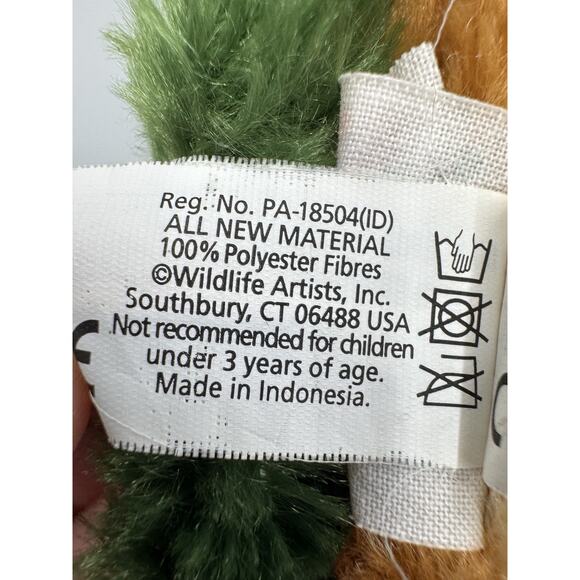 Reg. No. PA-18504(ID)
ALL NEW MATERIAL
100% Polyester Fibres
©Wildlife Artists, Inc.
Southbury, CT 06488 USA
Not recommended for children
under 3 years of age.
Made in Indonesia.